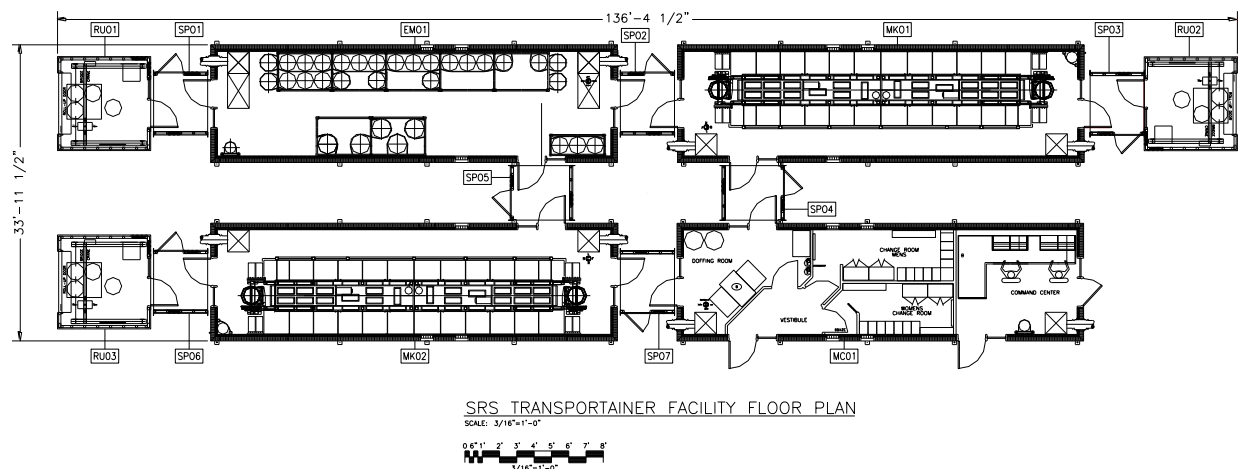 136'-4 1/2"
RU01
SP01
EM01
SP02
MK01
SP03
RU02
33'-11 1/2"
SP05
SP04
DOFFING ROOM
CHANGE ROOM
MENS
COMMAND CENTER
WOMENS
CHANGE ROOM
VESTIBULE
RU03
SP06
MK02
SP07
MC01
SRS TRANSPORTAINER FACILITY FLOOR PLAN
SCALE: 3/16"=1'-0"
0 6" 1' 2' 3' 4' 5' 6' 7' 8'
3/16"=1'-0"